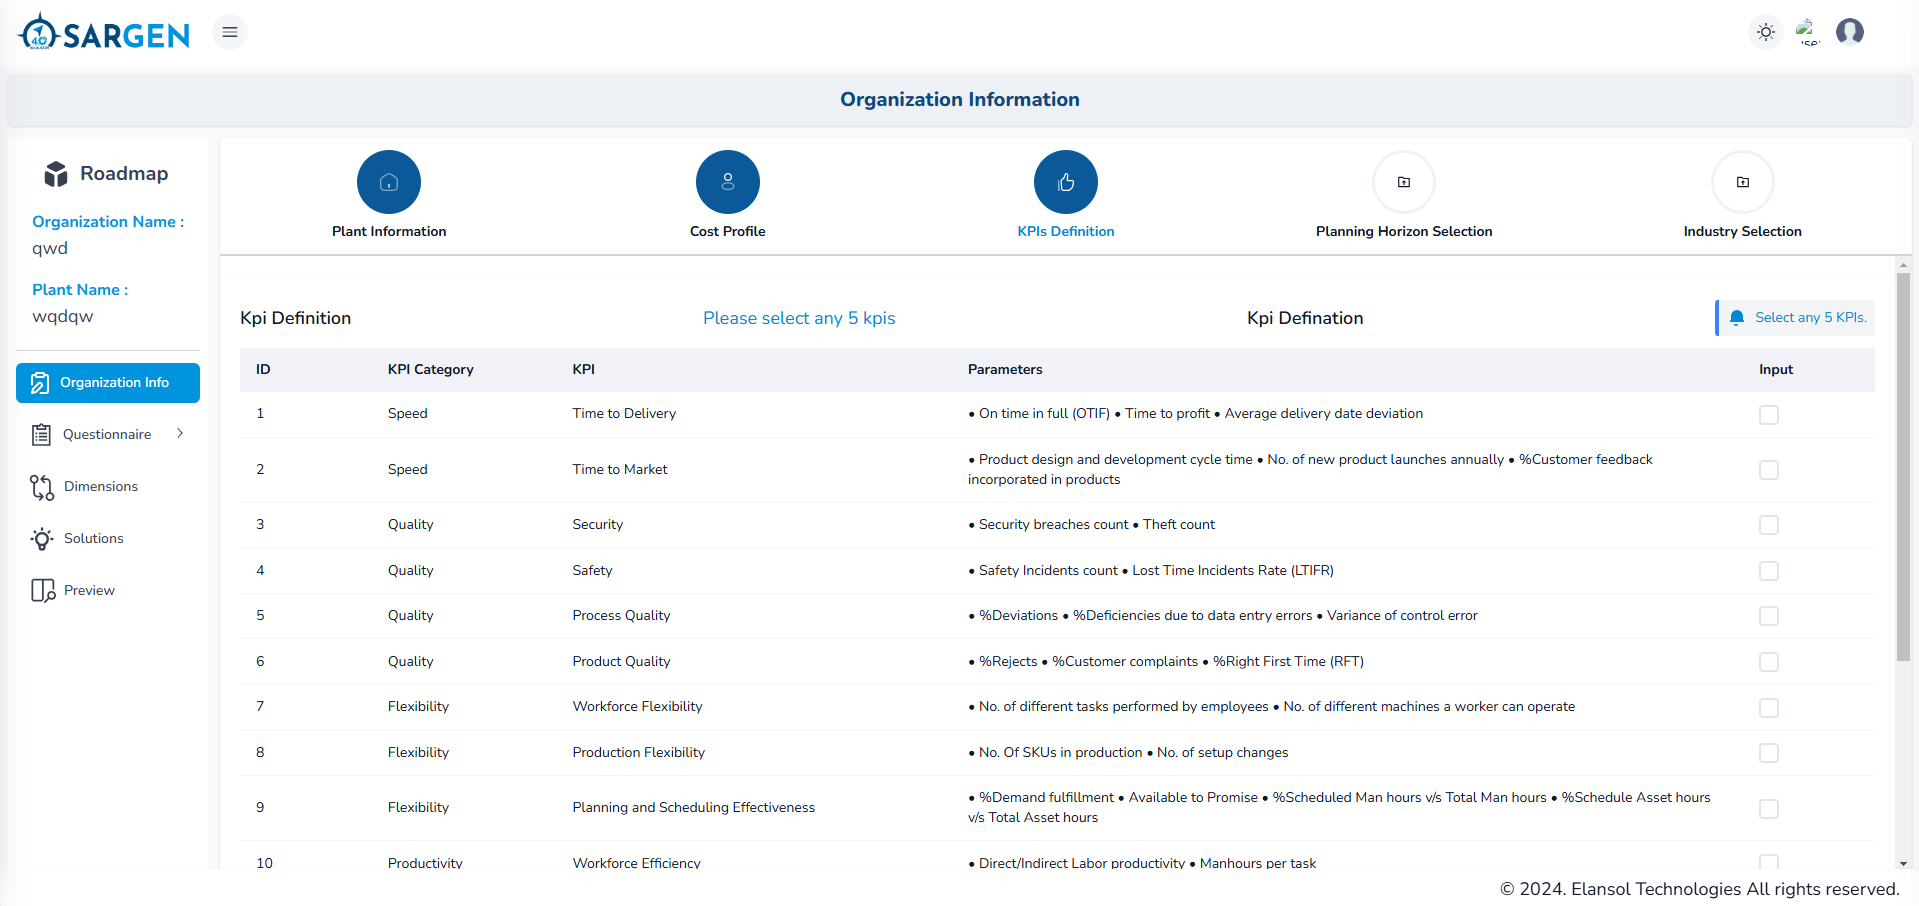 SARGEN
4.0
Organization Information
Roadmap
Organization Name :
qwd
Plant Name :
wqdqw
Organization Info
Questionnaire
Dimensions
Solutions
Preview
Plant Information
Cost Profile
KPIs Definition
Planning Horizon Selection
Industry Selection
Kpi Definition
Please select any 5 kpis
Kpi Defination
Select any 5 KPIs.
ID KPI Category KPI Parameters Input
1 Speed Time to Delivery • On time in full (OTIF) • Time to profit • Average delivery date deviation
2 Speed Time to Market • Product design and development cycle time • No. of new product launches annually • %Customer feedback
incorporated in products
3 Quality Security • Security breaches count • Theft count
4 Quality Safety • Safety Incidents count • Lost Time Incidents Rate (LTIFR)
5 Quality Process Quality • %Deviations • %Deficiencies due to data entry errors • Variance of control error
6 Quality Product Quality • %Rejects • %Customer complaints • %Right First Time (RFT)
7 Flexibility Workforce Flexibility • No. of different tasks performed by employees • No. of different machines a worker can operate
8 Flexibility Production Flexibility • No. Of SKUs in production • No. of setup changes
9 Flexibility Planning and Scheduling Effectiveness • %Demand fulfillment • Available to Promise • %Scheduled Man hours v/s Total Man hours • %Schedule Asset hours
v/s Total Asset hours
10 Productivity Workforce Efficiency • Direct/Indirect Labor productivity • Manhours per task
© 2024. Elansol Technologies All rights reserved.